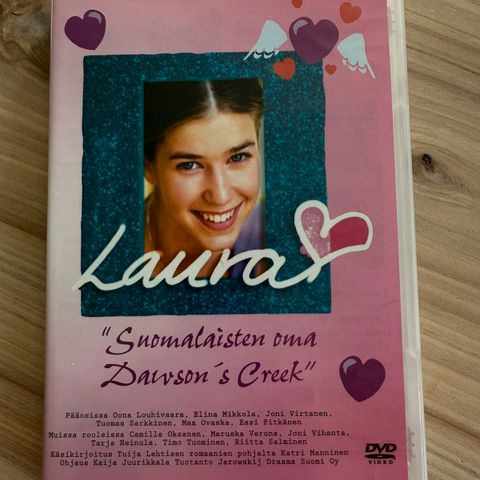 Laura
"Suomalaisten oma
Dawson's Creek"
Pääosissa Oona Louhivaara, Elina Mikkola, Joni Virtanen,
Tuomas Sarkkinen, Max Ovaska, Essi Pitkänen
Muissa rooleissa Camilla Oksanen, Maruska Verona, Joni Vihanta,
Tarja Heinula, Timo Tuominen, Riitta Salminen
Käsikirjoitus Tuija Lehtisen romaanien pohjalta Katri Manninen
Ohjaus Kaija Juurikkala Tuotanto Jarowskij Draama Suomi Oy
DVD
VIDEO